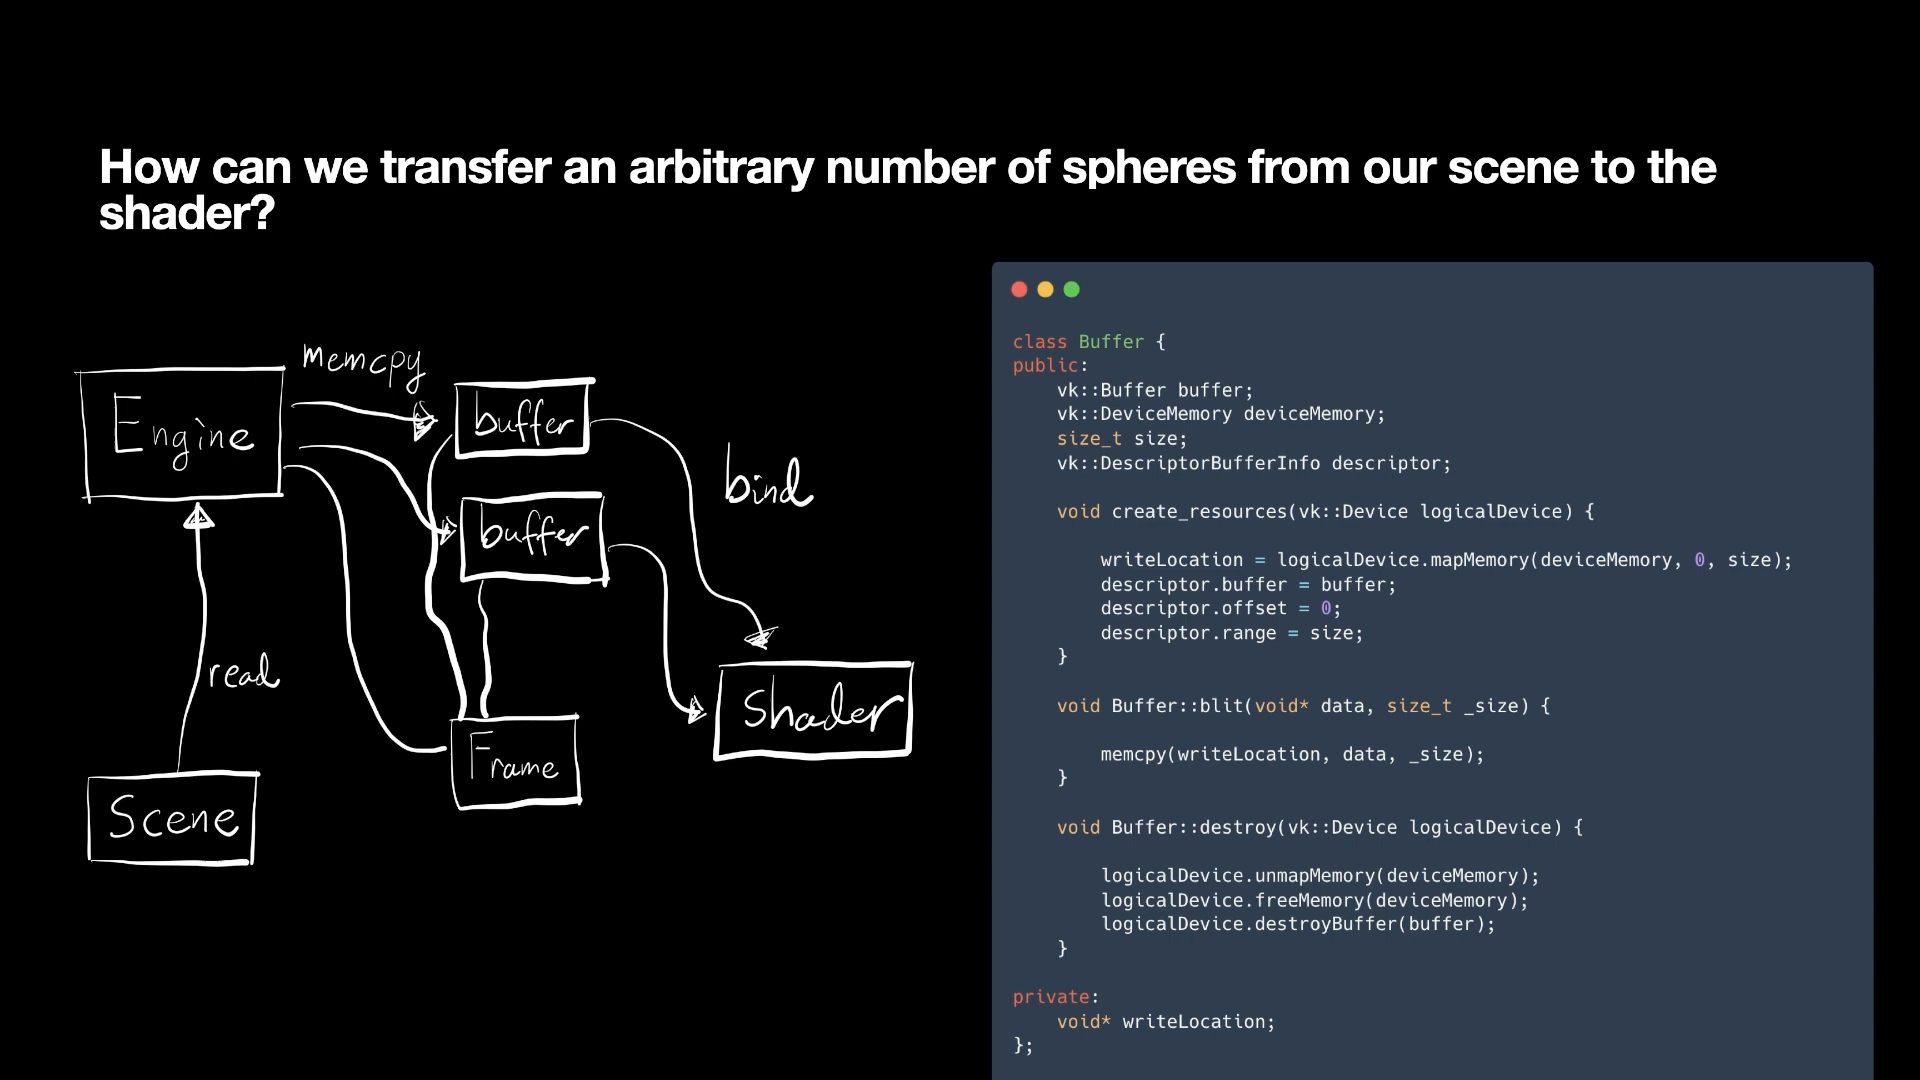 How can we transfer an arbitrary number of spheres from our scene to the
shader?
memcpy
Engine
buffer
buffer
bind
read
Shader
Frame
Scene
class Buffer {
public:
    vk::Buffer buffer;
    vk::DeviceMemory deviceMemory;
    size_t size;
    vk::DescriptorBufferInfo descriptor;
    void create_resources(vk::Device logicalDevice) {
        writeLocation = logicalDevice.mapMemory(deviceMemory, 0, size);
        descriptor.buffer = buffer;
        descriptor.offset = 0;
        descriptor.range = size;
    }
    void Buffer::blit(void* data, size_t _size) {
        memcpy(writeLocation, data, _size);
    }
    void Buffer::destroy(vk::Device logicalDevice) {
        logicalDevice.unmapMemory(deviceMemory);
        logicalDevice.freeMemory(deviceMemory);
        logicalDevice.destroyBuffer(buffer);
    }
private:
    void* writeLocation;
};